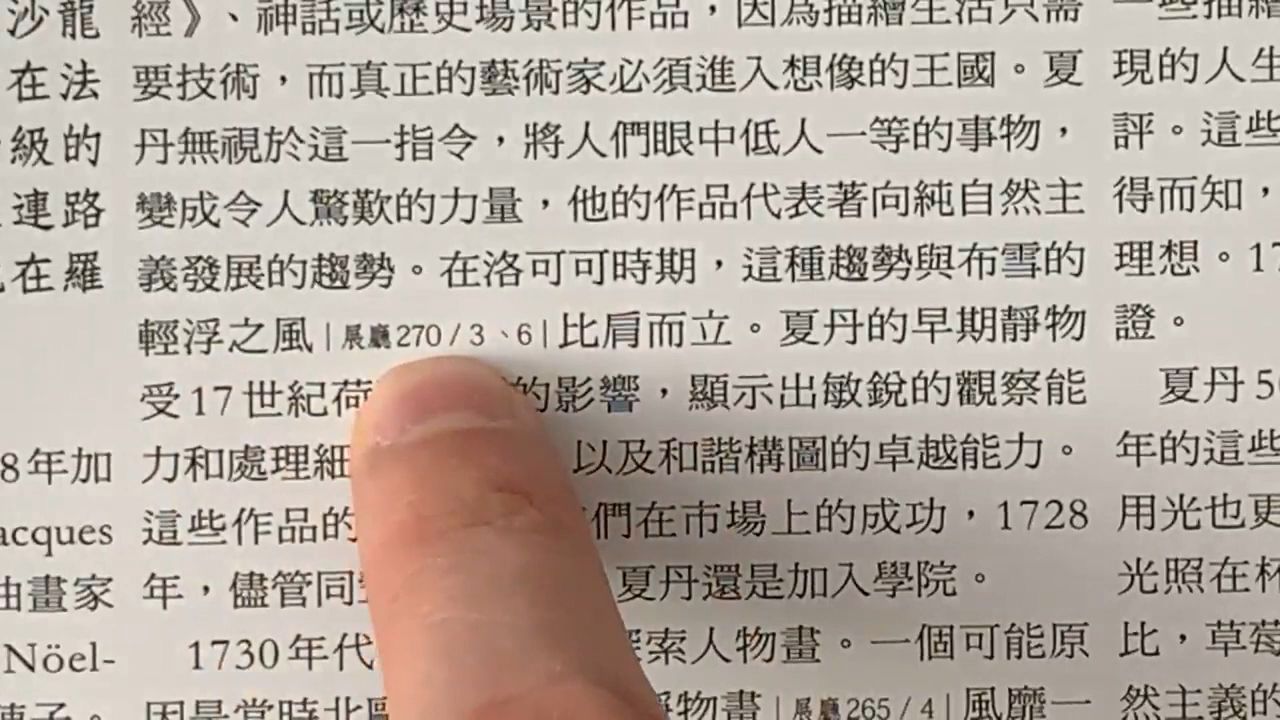 沙龍
在法
級的
連路
在羅
8年加
acques
油畫家
Nöel-
經》、神話或歷史場景的作品，因為描繪生活只需
要技術，而真正的藝術家必須進入想像的王國。夏
丹無視於這一指令，將人們眼中低人一等的事物，
變成令人驚歎的力量，他的作品代表著向純自然主
義發展的趨勢。在洛可可時期，這種趨勢與布雪的
輕浮之風|展廳270/3、6|比肩而立。夏丹的早期靜物
受17世紀荷 的影響，顯示出敏銳的觀察能
力和處理細 以及和諧構圖的卓越能力。
這些作品的 們在市場上的成功，1728
年，儘管同 夏丹還是加入學院。
1730年代 探索人物畫。一個可能原
因是當時北歐 靜物畫|展廳265/4|風靡一
一些描繪
現的人生
評。這些
得而知，
理想。17
證。
夏丹50
年的這些
用光也更
光照在杯
比，草莓
然主義的